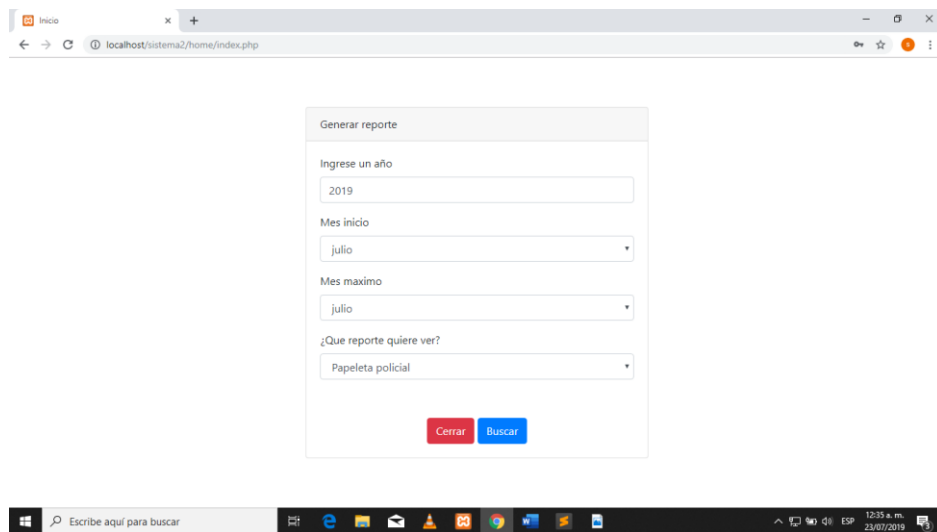 Inicio
localhost/sistema2/home/index.php
Generar reporte
Ingrese un año
2019
Mes inicio
julio
Mes maximo
julio
¿Que reporte quiere ver?
Papeleta policial
Cerrar Buscar
Escribe aquí para buscar
ESP
12:35 a. m.
23/07/2019